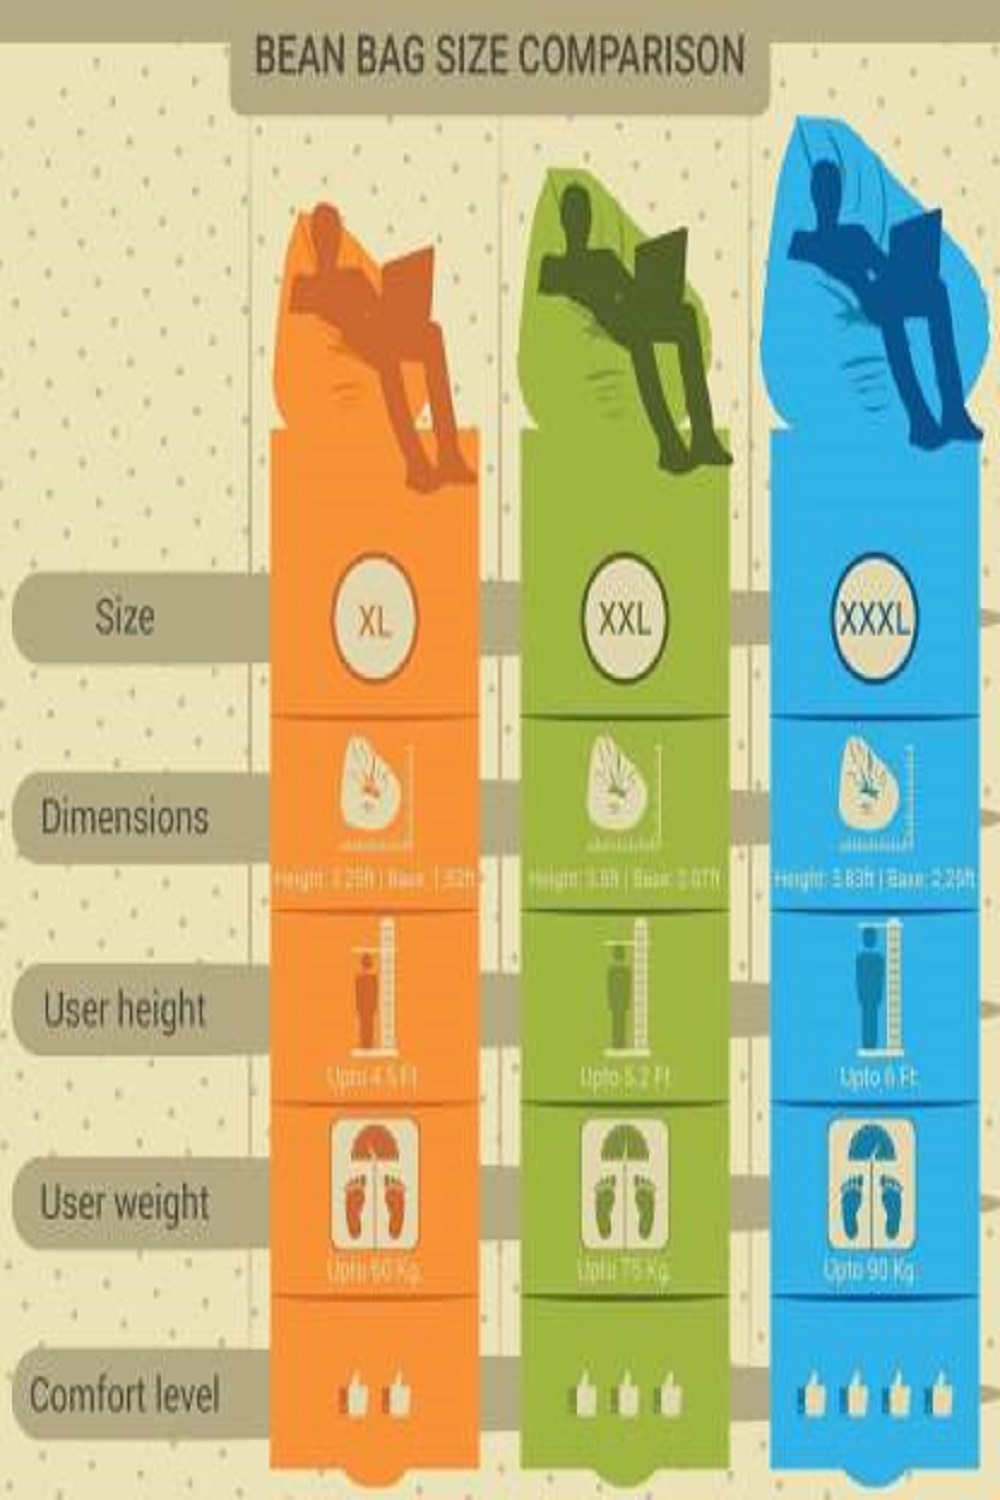 BEAN BAG SIZE COMPARISON
Size
XL
XXL
XXXL
Dimensions
Height: 3.25ft | Base: 1.82ft
Height: 3.5ft | Base: 2.07ft
Height: 3.83ft | Base: 2.25ft
User height
Upto 4.5 Ft.
Upto 5.2 Ft.
Upto 6 Ft.
User weight
Upto 60 Kg.
Upto 75 Kg.
Upto 90 Kg.
Comfort level